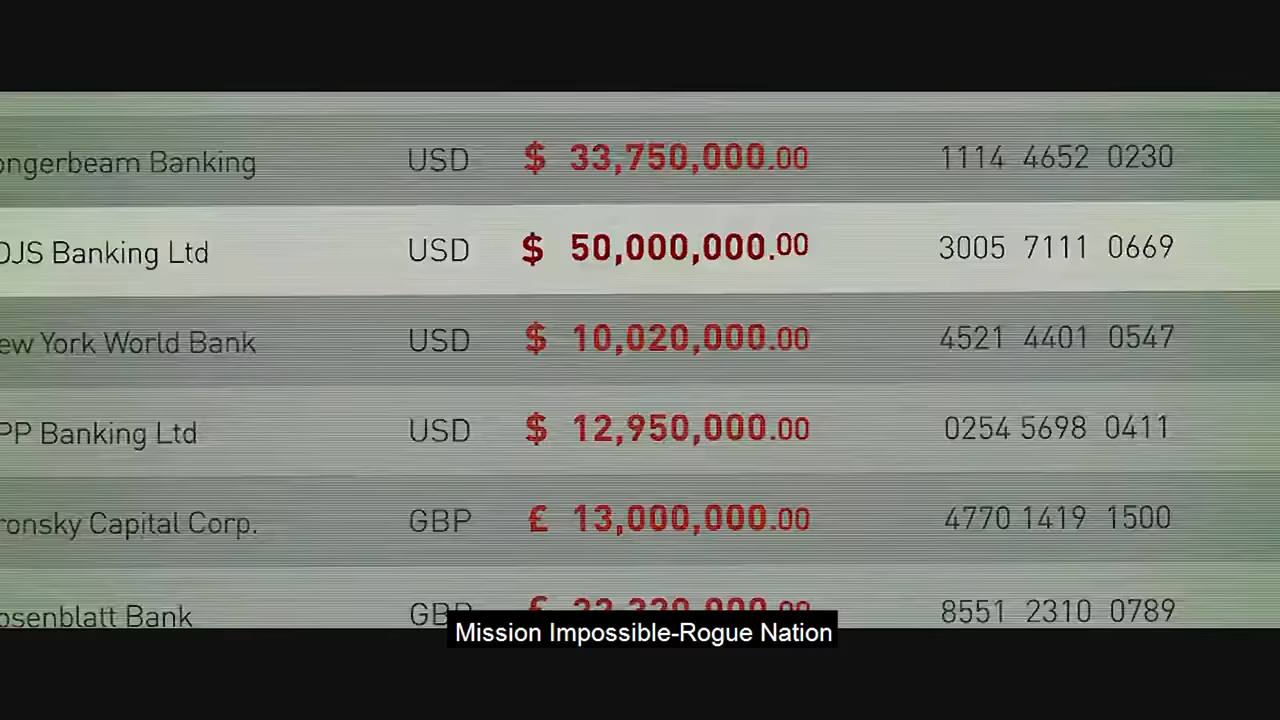 ongerbeam Banking USD $ 33,750,000.00 1114 4652 0230
OJS Banking Ltd USD $ 50,000,000.00 3005 7111 0669
ew York World Bank USD $ 10,020,000.00 4521 4401 0547
PP Banking Ltd USD $ 12,950,000.00 0254 5698 0411
ronsky Capital Corp. GBP £ 13,000,000.00 4770 1419 1500
osenblatt Bank GBP £ 8551 2310 0789
Mission Impossible-Rogue Nation